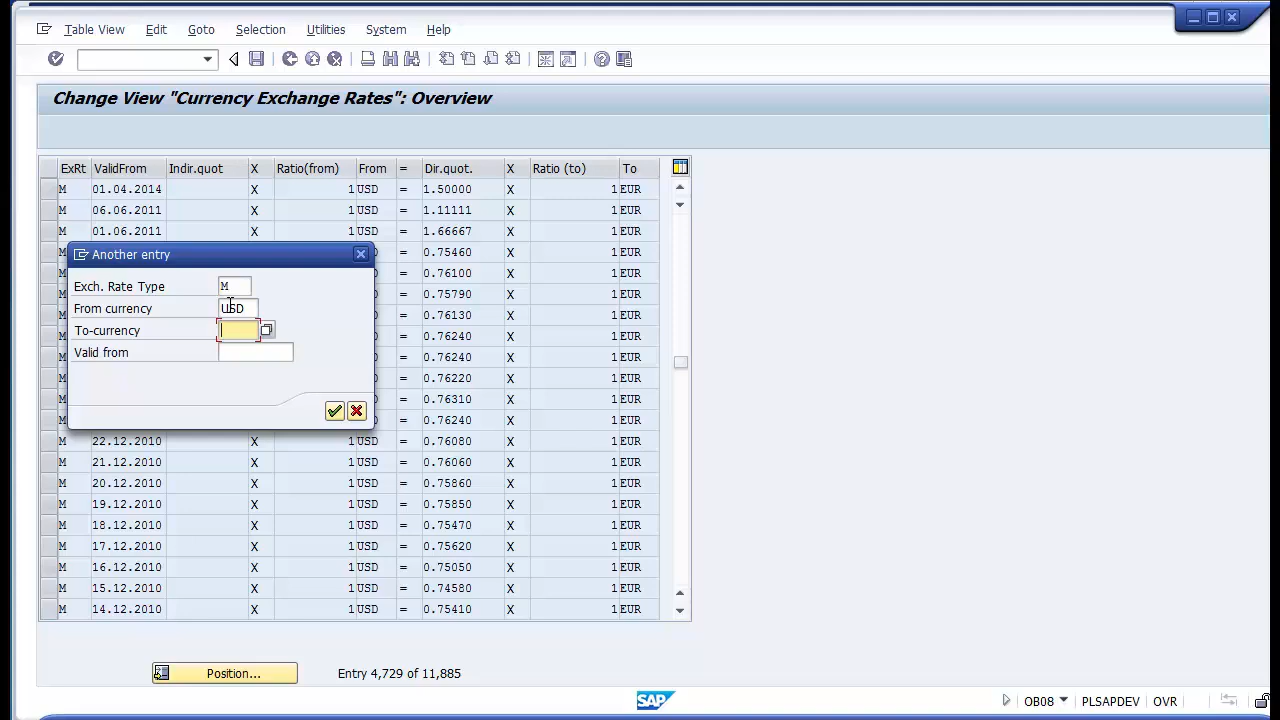 Table View Edit Goto Selection Utilities System Help
Change View "Currency Exchange Rates": Overview
ExRt ValidFrom Indir.quot X Ratio(from) From = Dir.quot. X Ratio (to) To
M 01.04.2014 X 1 USD = 1.50000 X 1 EUR
M 06.06.2011 X 1 USD = 1.11111 X 1 EUR
M 01.06.2011 X 1 USD = 1.66667 X 1 EUR
Another entry
Exch. Rate Type M
From currency USD
To-currency
Valid from
D = 0.75460 X 1 EUR
D = 0.76100 X 1 EUR
D = 0.75790 X 1 EUR
D = 0.76130 X 1 EUR
D = 0.76240 X 1 EUR
D = 0.76240 X 1 EUR
D = 0.76220 X 1 EUR
D = 0.76310 X 1 EUR
D = 0.76240 X 1 EUR
M 22.12.2010 X 1 USD = 0.76080 X 1 EUR
M 21.12.2010 X 1 USD = 0.76060 X 1 EUR
M 20.12.2010 X 1 USD = 0.75860 X 1 EUR
M 19.12.2010 X 1 USD = 0.75850 X 1 EUR
M 18.12.2010 X 1 USD = 0.75470 X 1 EUR
M 17.12.2010 X 1 USD = 0.75620 X 1 EUR
M 16.12.2010 X 1 USD = 0.75050 X 1 EUR
M 15.12.2010 X 1 USD = 0.74580 X 1 EUR
M 14.12.2010 X 1 USD = 0.75410 X 1 EUR
Position... Entry 4,729 of 11,885
SAP OB08 PLSAPDEV OVR